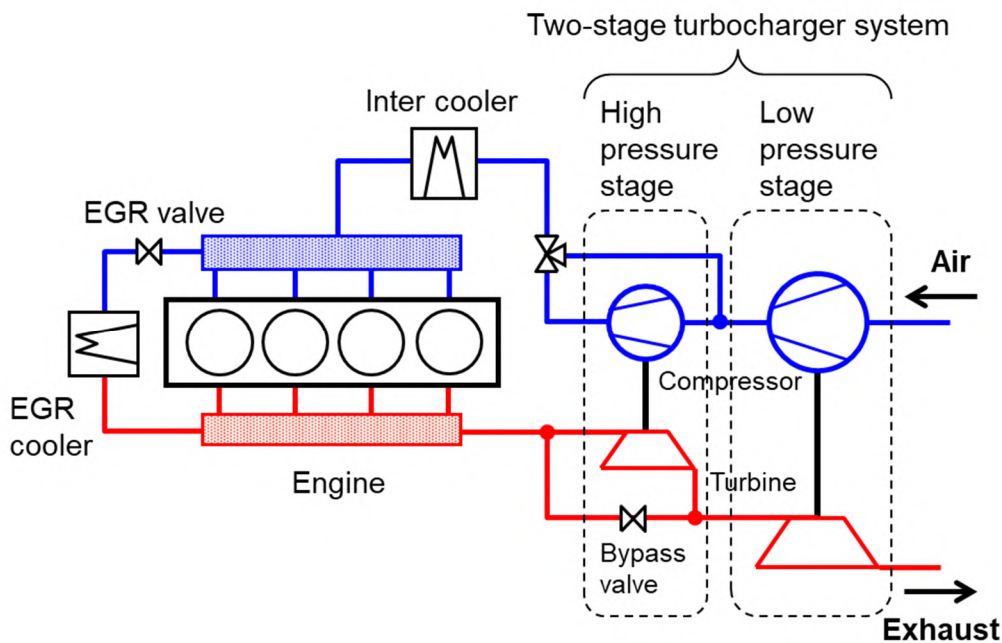 Two-stage turbocharger system
Inter cooler
High
pressure
stage
Low
pressure
stage
EGR valve
Air
Compressor
EGR
cooler
Engine
Turbine
Bypass
valve
Exhaust